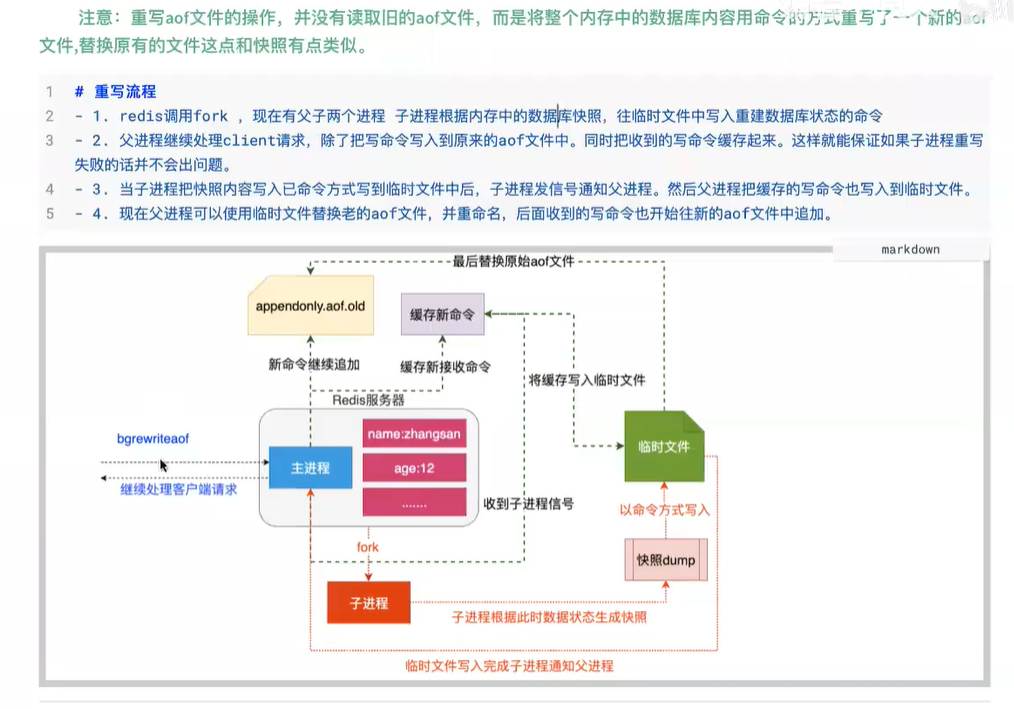 注意：重写aof文件的操作，并没有读取旧的aof文件，而是将整个内存中的数据库内容用命令的方式重写了一个新的aof
文件,替换原有的文件这点和快照有点类似。
1 # 重写流程
2 - 1. redis调用fork ，现在有父子两个进程 子进程根据内存中的数据库快照，往临时文件中写入重建数据库状态的命令
3 - 2. 父进程继续处理client请求，除了把写命令写入到原来的aof文件中。同时把收到的写命令缓存起来。这样就能保证如果子进程重写
失败的话并不会出问题。
4 - 3. 当子进程把快照内容写入已命令方式写到临时文件中后，子进程发信号通知父进程。然后父进程把缓存的写命令也写入到临时文件。
5 - 4. 现在父进程可以使用临时文件替换老的aof文件，并重命名，后面收到的写命令也开始往新的aof文件中追加。
markdown
最后替换原始aof文件
appendonly.aof.old
缓存新命令
新命令继续追加
缓存新接收命令
将缓存写入临时文件
Redis服务器
name:zhangsan
bgrewriteaof
临时文件
主进程
age:12
继续处理客户端请求
.......
收到子进程信号
以命令方式写入
fork
快照dump
子进程
子进程根据此时数据状态生成快照
临时文件写入完成子进程通知父进程